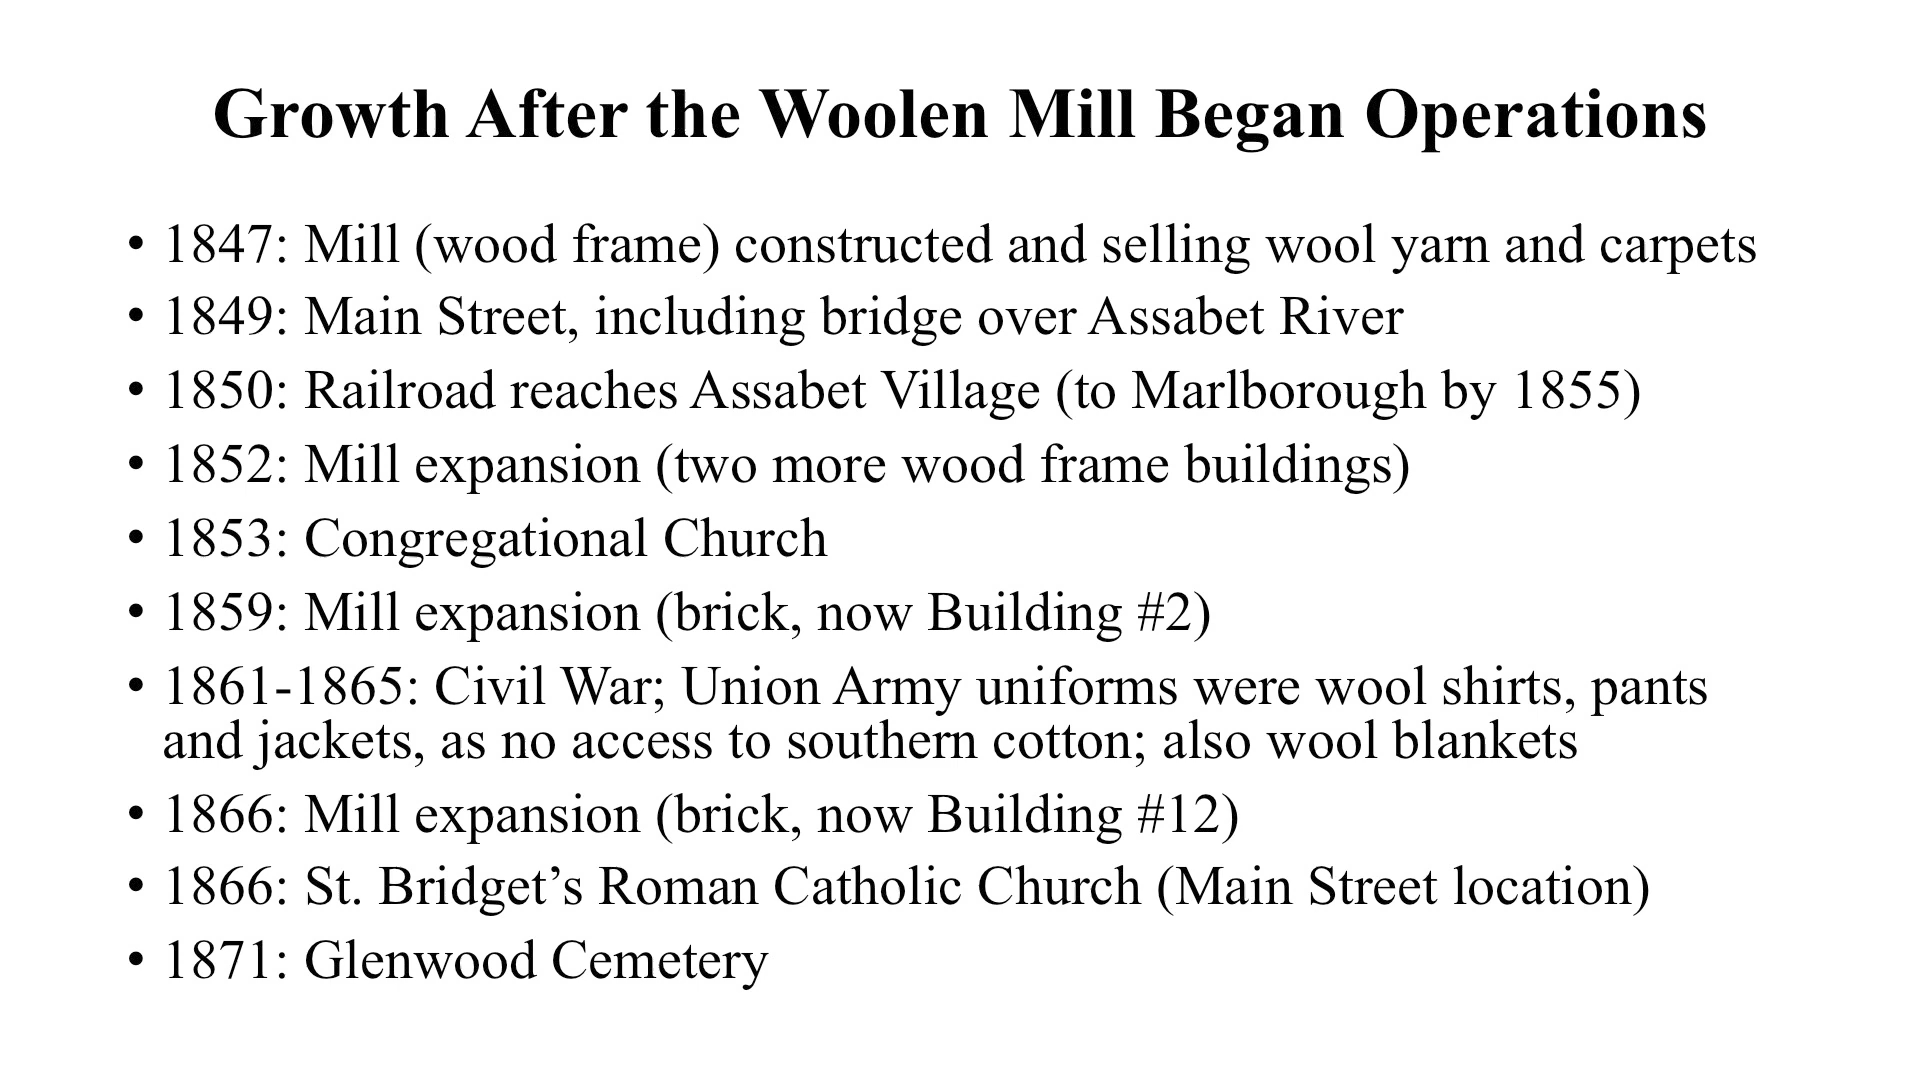 Growth After the Woolen Mill Began Operations
• 1847: Mill (wood frame) constructed and selling wool yarn and carpets
• 1849: Main Street, including bridge over Assabet River
• 1850: Railroad reaches Assabet Village (to Marlborough by 1855)
• 1852: Mill expansion (two more wood frame buildings)
• 1853: Congregational Church
• 1859: Mill expansion (brick, now Building #2)
• 1861-1865: Civil War; Union Army uniforms were wool shirts, pants
and jackets, as no access to southern cotton; also wool blankets
• 1866: Mill expansion (brick, now Building #12)
• 1866: St. Bridget’s Roman Catholic Church (Main Street location)
• 1871: Glenwood Cemetery